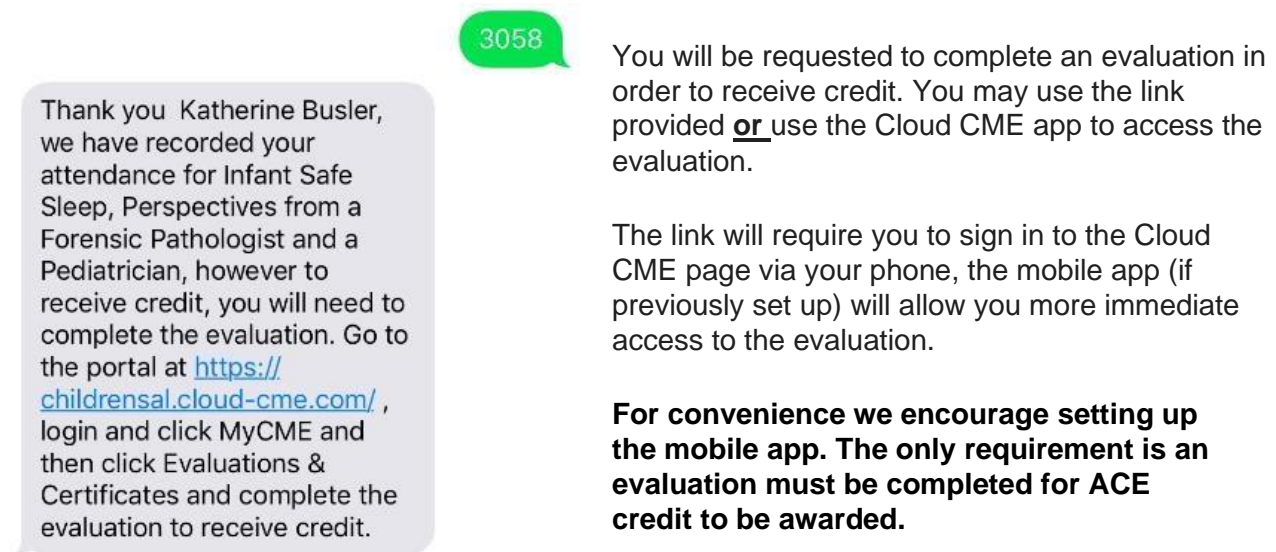 3058
Thank you  Katherine Busler,
we have recorded your
attendance for Infant Safe
Sleep, Perspectives from a
Forensic Pathologist and a
Pediatrician, however to
receive credit, you will need to
complete the evaluation. Go to
the portal at https://
childrensal.cloud-cme.com/ ,
login and click MyCME and
then click Evaluations &
Certificates and complete the
evaluation to receive credit.
You will be requested to complete an evaluation in
order to receive credit. You may use the link
provided or use the Cloud CME app to access the
evaluation.
The link will require you to sign in to the Cloud
CME page via your phone, the mobile app (if
previously set up) will allow you more immediate
access to the evaluation.
For convenience we encourage setting up
the mobile app. The only requirement is an
evaluation must be completed for ACE
credit to be awarded.